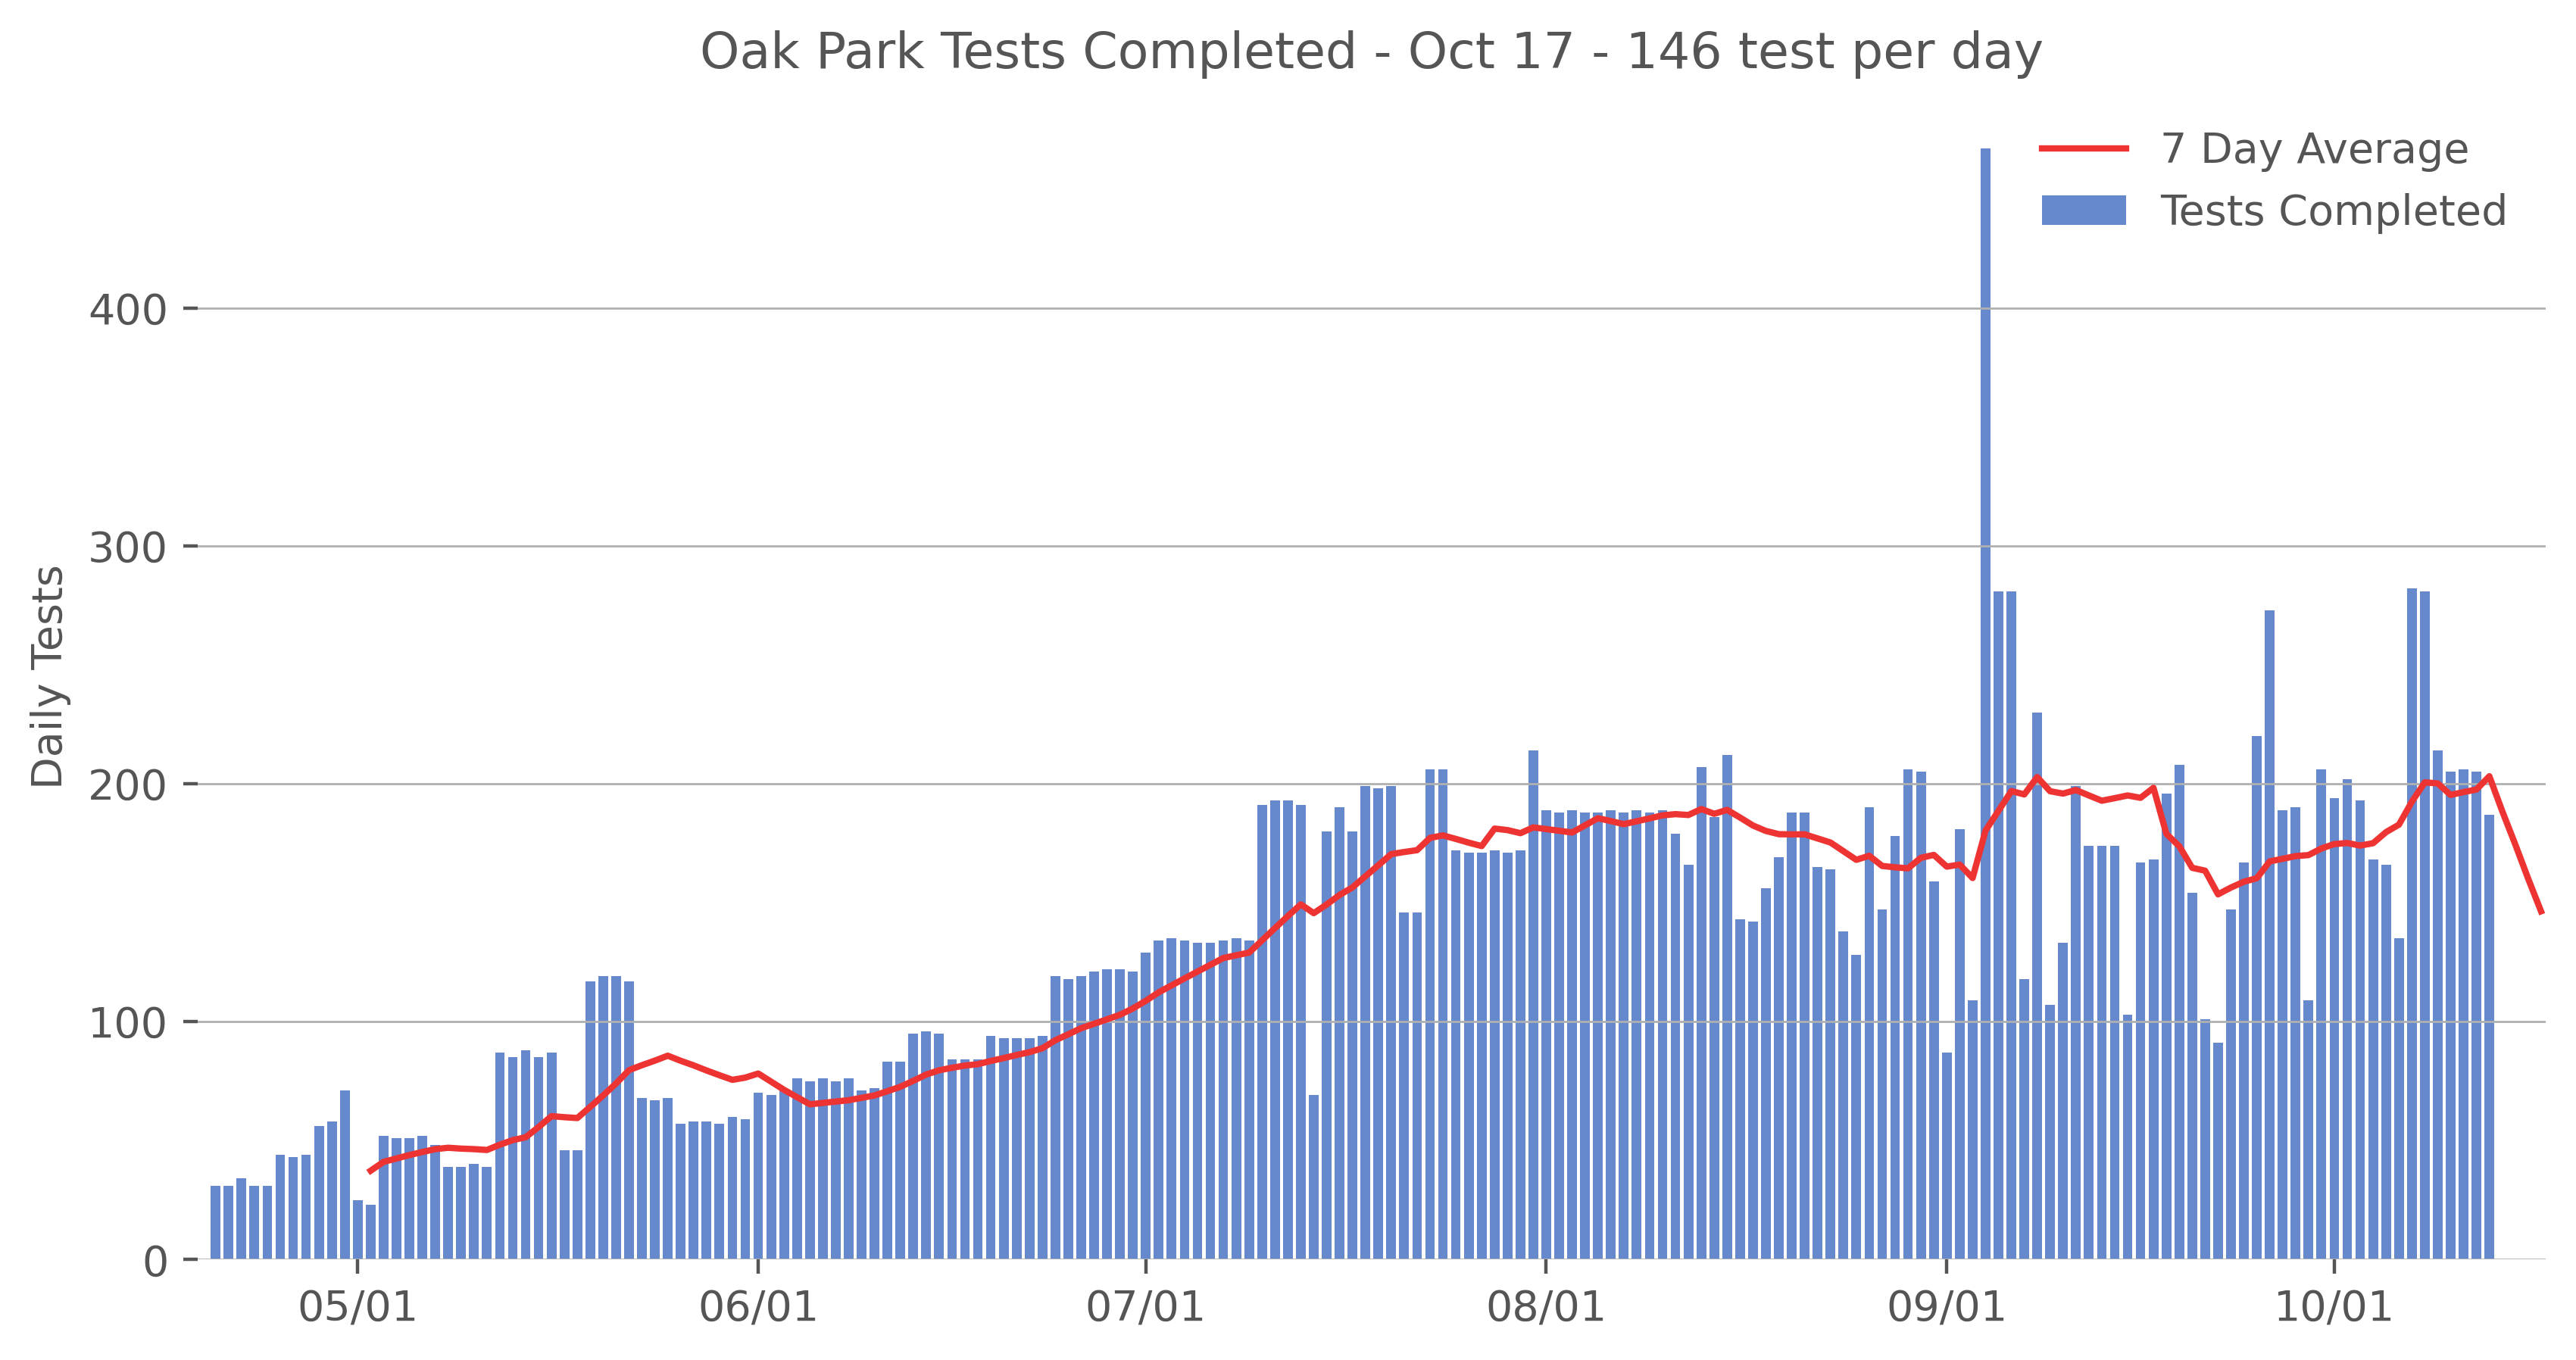 Oak Park Tests Completed - Oct 17 - 146 test per day
7 Day Average
Tests Completed
Daily Tests
400
300
200
100
0
05/01
06/01
07/01
08/01
09/01
10/01